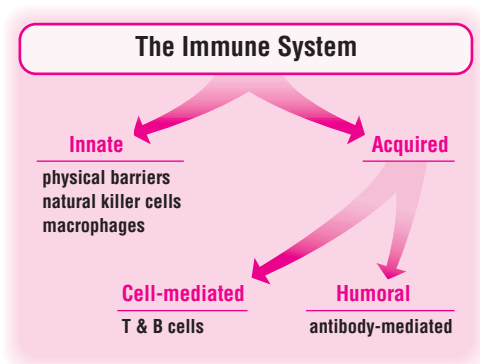 The Immune System
Innate
physical barriers
natural killer cells
macrophages
Acquired
Cell-mediated
T & B cells
Humoral
antibody-mediated